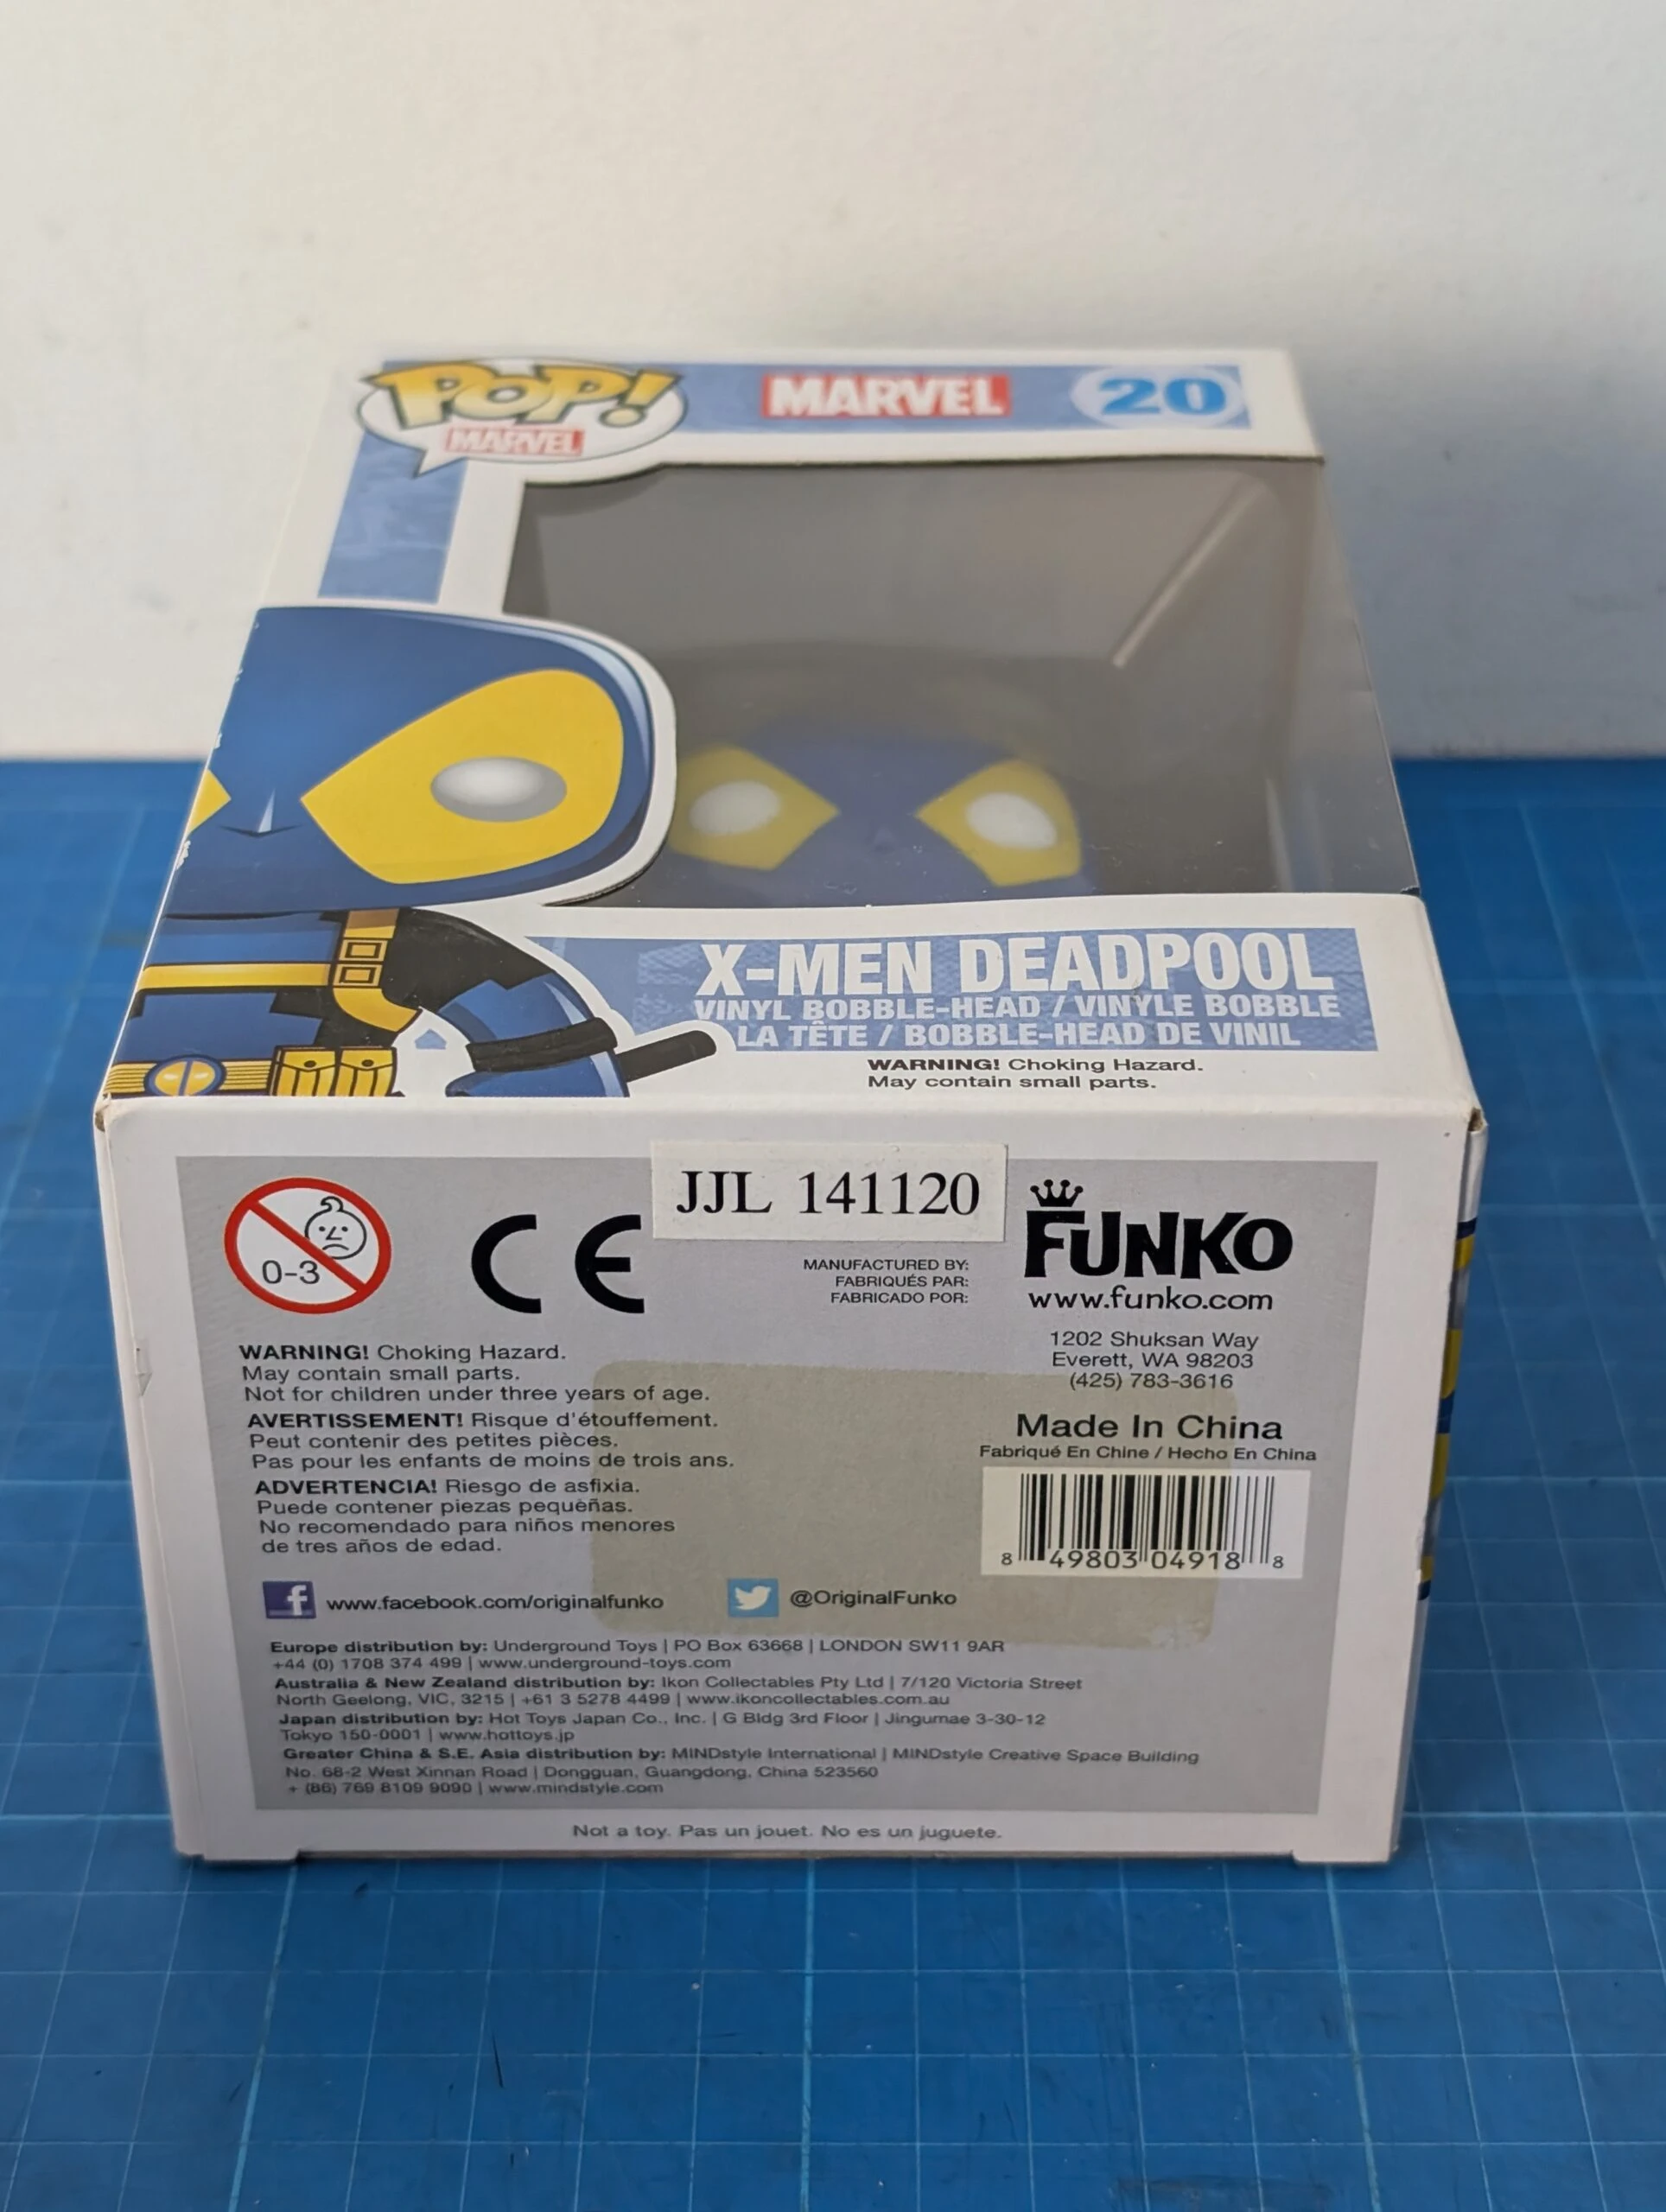 POP!
MARVEL
MARVEL
20
X-MEN DEADPOOL
VINYL BOBBLE-HEAD / VINYLE BOBBLE
LA TÊTE / BOBBLE-HEAD DE VINIL
WARNING! Choking Hazard.
May contain small parts.
JJL 141120
0-3
CE
MANUFACTURED BY:
FABRIQUÉS PAR:
FABRICADO POR:
FUNKO
www.funko.com
1202 Shuksan Way
Everett, WA 98203
(425) 783-3616
Made In China
Fabriqué En Chine / Hecho En China
8 49803 04918 8
WARNING! Choking Hazard.
May contain small parts.
Not for children under three years of age.
AVERTISSEMENT! Risque d'étouffement.
Peut contenir des petites pièces.
Pas pour les enfants de moins de trois ans.
ADVERTENCIA! Riesgo de asfixia.
Puede contener piezas pequeñas.
No recomendado para niños menores
de tres años de edad.
f www.facebook.com/originalfunko
@OriginalFunko
Europe distribution by: Underground Toys | PO Box 63668 | LONDON SW11 9AR
+44 (0) 1708 374 499 | www.underground-toys.com
Australia & New Zealand distribution by: Ikon Collectables Pty Ltd | 7/120 Victoria Street
North Geelong, VIC, 3215 | +61 3 5278 4499 | www.ikoncollectables.com.au
Japan distribution by: Hot Toys Japan Co., Inc. | G Bldg 3rd Floor | Jingumae 3-30-12
Tokyo 150-0001 | www.hottoys.jp
Greater China & S.E. Asia distribution by: MINDstyle International | MINDstyle Creative Space Building
No. 68-2 West Xinnan Road | Dongguan, Guangdong, China 523560
+ (86) 769 8109 9090 | www.mindstyle.com
Not a toy. Pas un jouet. No es un juguete.